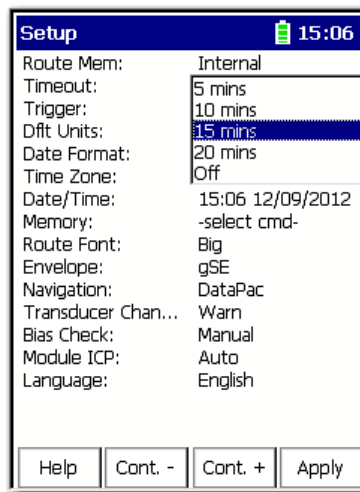 Setup 15:06
Route Mem: Internal
Timeout: 5 mins
Trigger: 10 mins
Dflt Units: 15 mins
Date Format: 20 mins
Time Zone: Off
Date/Time: 15:06 12/09/2012
Memory: -select cmd-
Route Font: Big
Envelope: gSE
Navigation: DataPac
Transducer Chan... Warn
Bias Check: Manual
Module ICP: Auto
Language: English
Help Cont. - Cont. + Apply